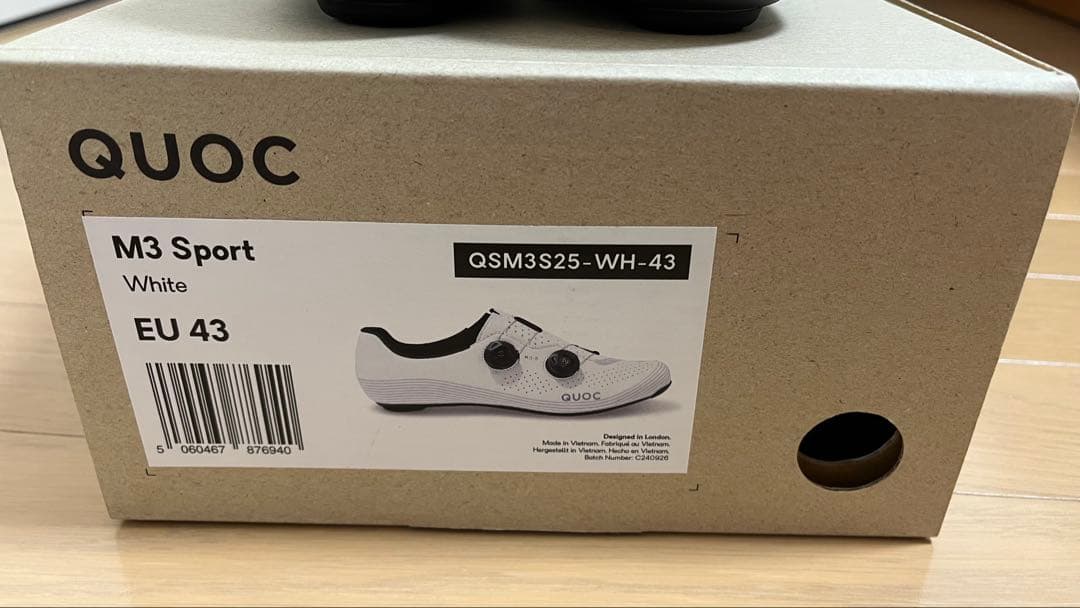 QUOC
M3 Sport
White
EU 43
QSM3S25-WH-43
QUOC
5 060467 876940
Designed in London.
Made in Vietnam. Fabriqué au Vietnam.
Hergestellt in Vietnam. Hecho en Vietnam.
Batch Number: C240926